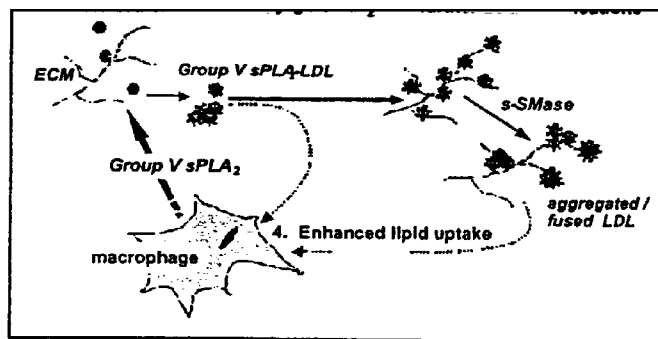 ECM
Group V sPLA-LDL
s-SMase
Group V sPLA2
aggregated /
fused LDL
4. Enhanced lipid uptake
macrophage